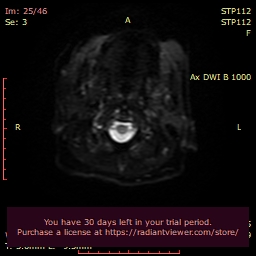 Im: 25/46
Se: 3
A
STP112
STP112
F
Ax DWI B 1000
R
L
You have 30 days left in your trial period.
Purchase a license at https://radiantviewer.com/store/